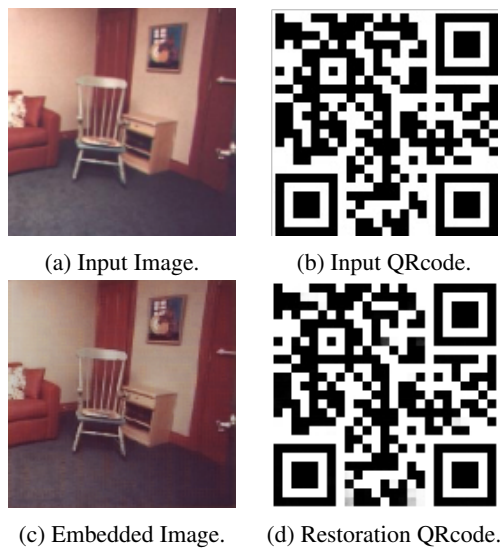 (a) Input Image.
(b) Input QRcode.
(c) Embedded Image.
(d) Restoration QRcode.